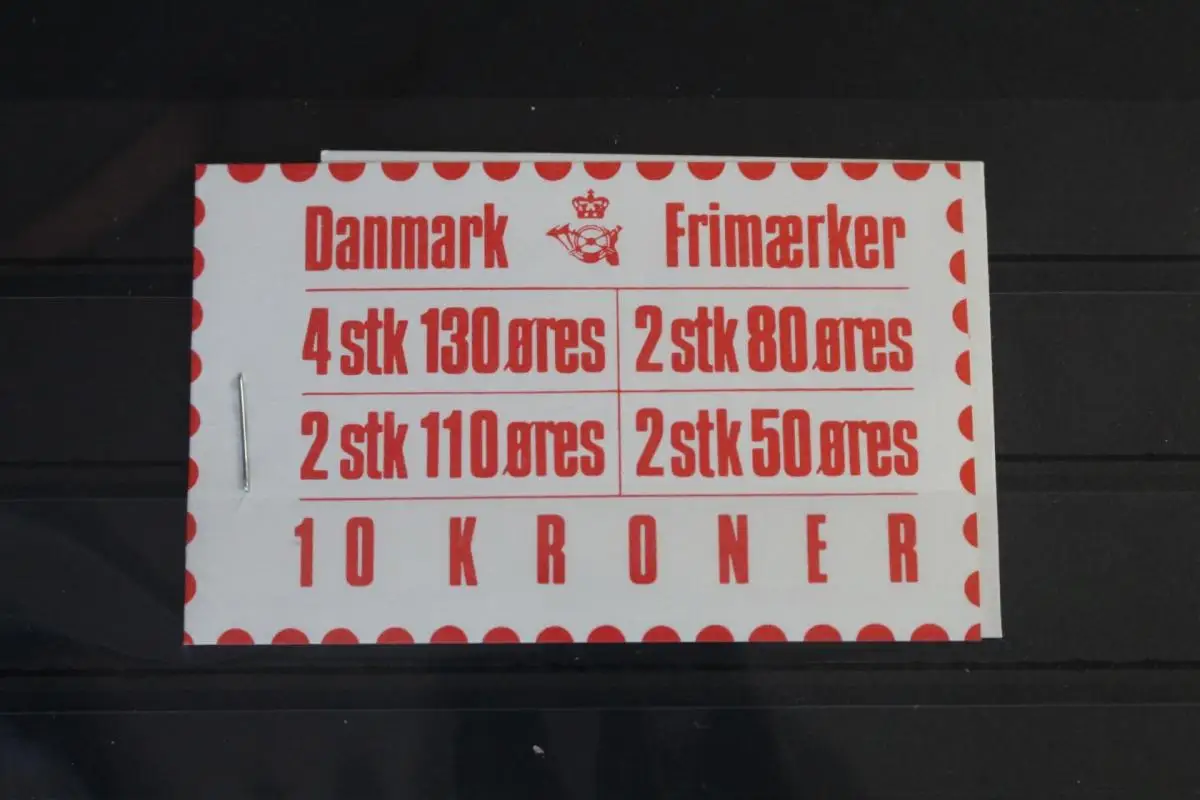 Danmark Frimærker
4 stk 130 øres 2 stk 80 øres
2 stk 110 øres 2 stk 50 øres
10 KRONER